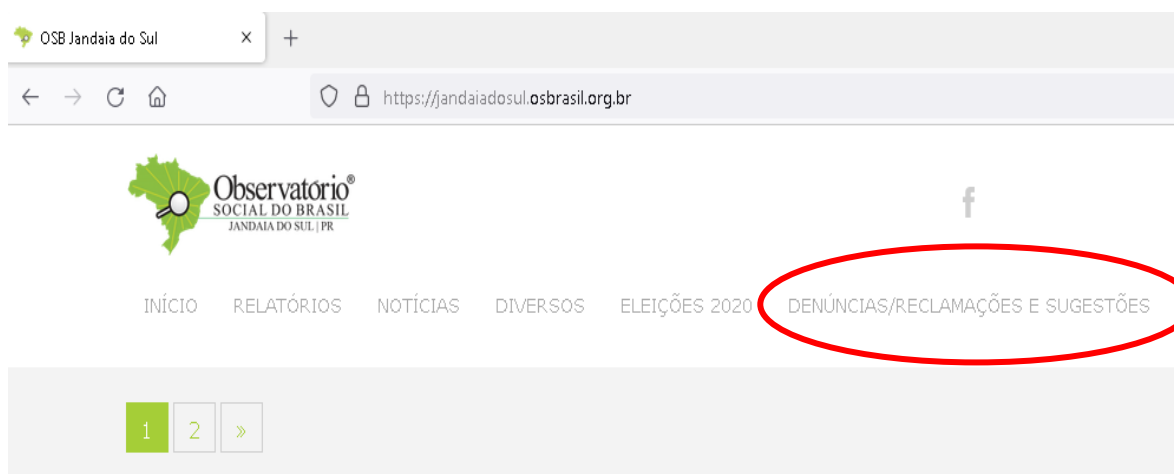 OSB Jandaia do Sul
https://jandaiadosul.osbrasil.org.br
Observatório®
SOCIAL DO BRASIL
JANDAIA DO SUL | PR
f
INÍCIO RELATÓRIOS NOTÍCIAS DIVERSOS ELEIÇÕES 2020 DENÚNCIAS/RECLAMAÇÕES E SUGESTÕES
1 2 »